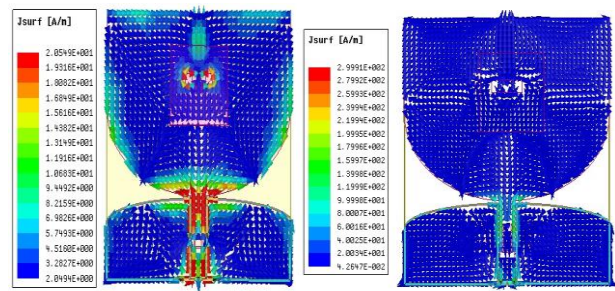 Jsurf [A/m]
2.0549e+001
1.9316e+001
1.8082e+001
1.6849e+001
1.5616e+001
1.4382e+001
1.3149e+001
1.1916e+001
1.0683e+001
9.4492e+000
8.2159e+000
6.9826e+000
5.7493e+000
4.5160e+000
3.2827e+000
2.0494e+000
Jsurf [A/m]
2.9991e+002
2.7992e+002
2.5993e+002
2.3994e+002
2.1994e+002
1.9995e+002
1.7996e+002
1.5997e+002
1.3998e+002
1.1999e+002
9.9998e+001
8.0007e+001
6.0016e+001
4.0025e+001
2.0034e+001
4.2647e-002